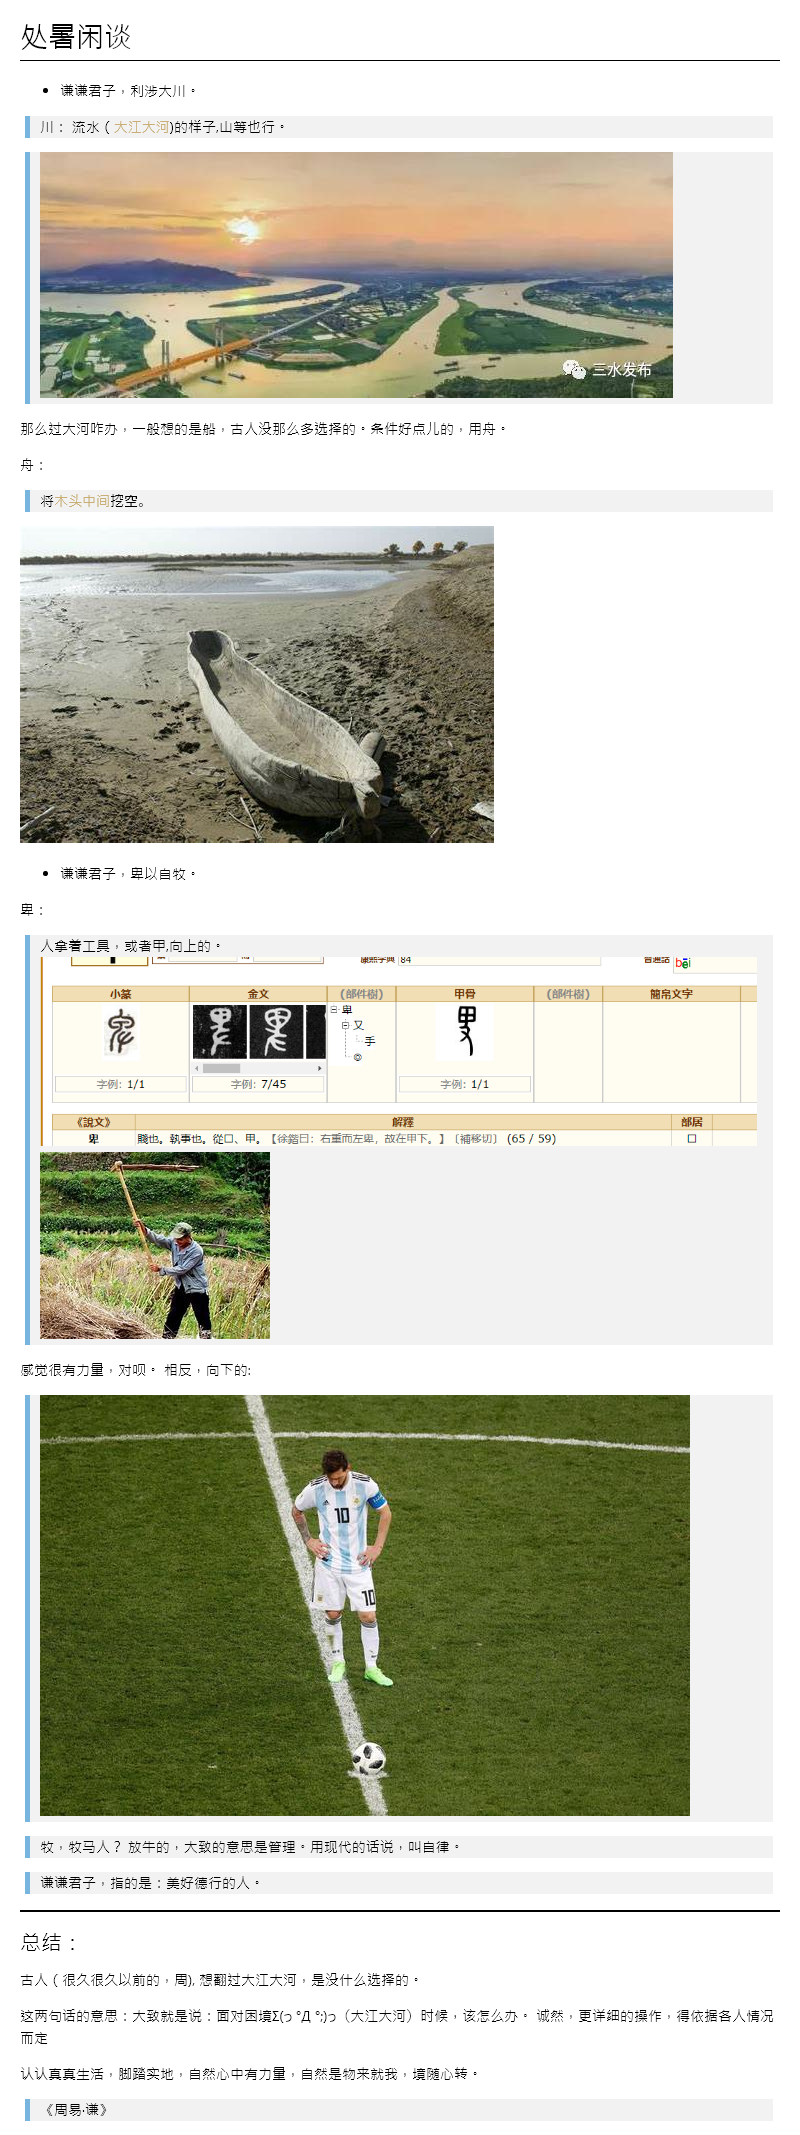 处暑闲谈
谦谦君子，利涉大川。
川： 流水（ 大江大河)的样子,山等也行。
三水发布
那么过大河咋办，一般想的是船，古人没那么多选择的。条件好点儿的，用舟。
舟：
将木头中间挖空。
谦谦君子，卑以自牧。
卑：
人拿着工具，或者甲,向上的。
康熙字典 84 普通話 bēi
小篆 金文 (部件樹) 甲骨 (部件樹) 簡帛文字
卑
又
手
字例: 1/1 字例: 7/45 字例: 1/1
《說文》 解釋 部居
卑 賤也。執事也。從𠂇、甲。【徐鍇曰：右重而左卑，故在甲下。】〔補移切〕 (65 / 59) 口
感觉很有力量，对呗。 相反，向下的:
10
10
牧，牧马人？ 放牛的，大致的意思是管理。用现代的话说，叫自律。
谦谦君子，指的是：美好德行的人。
总结：
古人（很久很久以前的，周), 想翻过大江大河，是没什么选择的。
这两句话的意思：大致就是说：面对困境Σ(っ °Д °;)っ（大江大河）时候，该怎么办。 诚然，更详细的操作，得依据各人情况
而定
认认真真生活，脚踏实地，自然心中有力量，自然是物来就我，境随心转。
《周易·谦》